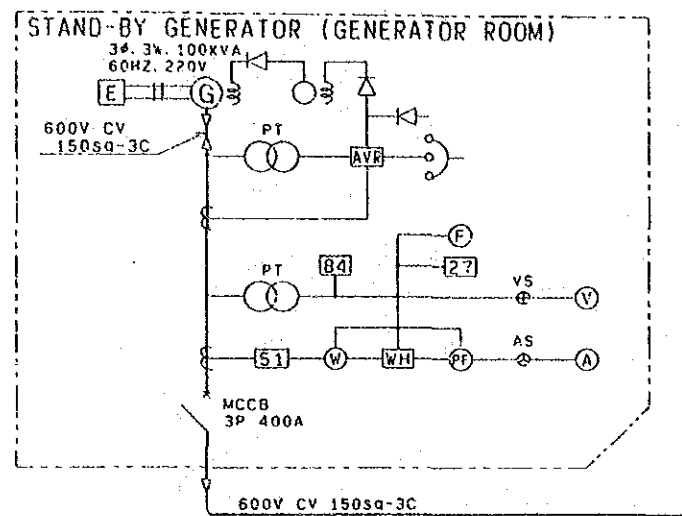 STAND-BY GENERATOR (GENERATOR ROOM)
3ø. 3W. 100KVA
60HZ. 220V
E
G
600V CV
150sq-3C
PT
AVR
F
84
27
PT
VS
V
AS
51
W
WH
PF
A
MCCB
3P 400A
600V CV 150sq-3C